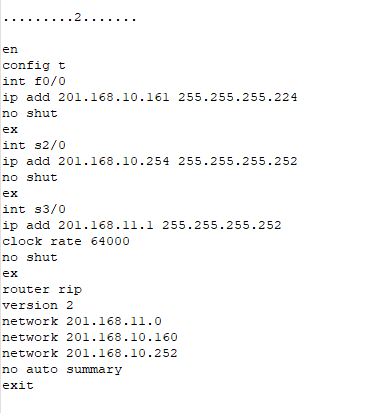 .........2.......
en
config t
int f0/0
ip add 201.168.10.161 255.255.255.224
no shut
ex
int s2/0
ip add 201.168.10.254 255.255.255.252
no shut
ex
int s3/0
ip add 201.168.11.1 255.255.255.252
clock rate 64000
no shut
ex
router rip
version 2
network 201.168.11.0
network 201.168.10.160
network 201.168.10.252
no auto summary
exit